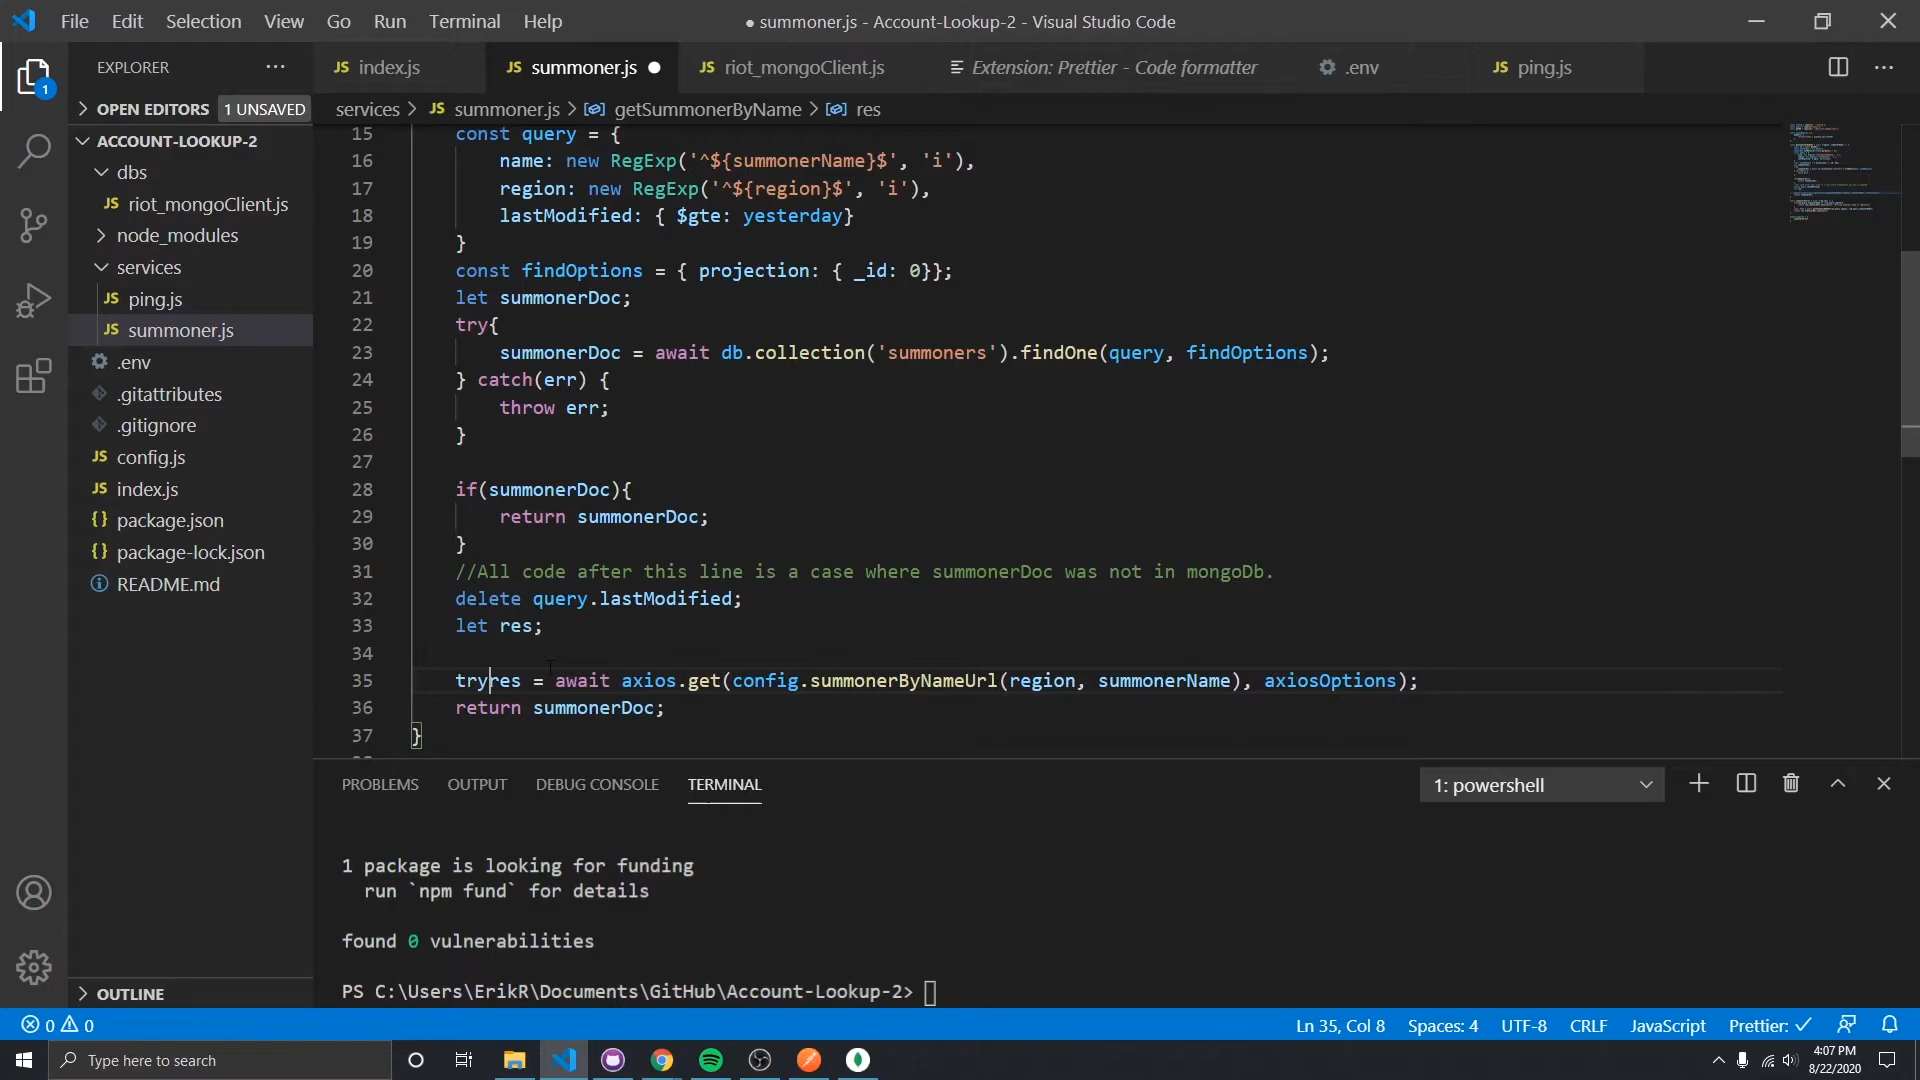 File Edit Selection View Go Run Terminal Help
● summoner.js - Account-Lookup-2 - Visual Studio Code
EXPLORER
OPEN EDITORS 1 UNSAVED
ACCOUNT-LOOKUP-2
dbs
JS riot_mongoClient.js
node_modules
services
JS ping.js
JS summoner.js
.env
.gitattributes
.gitignore
JS config.js
JS index.js
{} package.json
{} package-lock.json
README.md
OUTLINE
1
JS index.js
JS summoner.js ●
JS riot_mongoClient.js
Extension: Prettier - Code formatter
.env
JS ping.js
services > JS summoner.js > getSummonerByName > res
15 const query = {
16 name: new RegExp('^${summonerName}$', 'i'),
17 region: new RegExp('^${region}$', 'i'),
18 lastModified: { $gte: yesterday}
19 }
20 const findOptions = { projection: { _id: 0}};
21 let summonerDoc;
22 try{
23 summonerDoc = await db.collection('summoners').findOne(query, findOptions);
24 } catch(err) {
25 throw err;
26 }
27
28 if(summonerDoc){
29 return summonerDoc;
30 }
31 //All code after this line is a case where summonerDoc was not in mongoDb.
32 delete query.lastModified;
33 let res;
34
35 tryres = await axios.get(config.summonerByNameUrl(region, summonerName), axiosOptions);
36 return summonerDoc;
37 }
PROBLEMS OUTPUT DEBUG CONSOLE TERMINAL
1: powershell
1 package is looking for funding
run `npm fund` for details
found 0 vulnerabilities
PS C:\Users\ErikR\Documents\GitHub\Account-Lookup-2>
0 0
Ln 35, Col 8 Spaces: 4 UTF-8 CRLF JavaScript Prettier: ✓
Type here to search
4:07 PM
8/22/2020